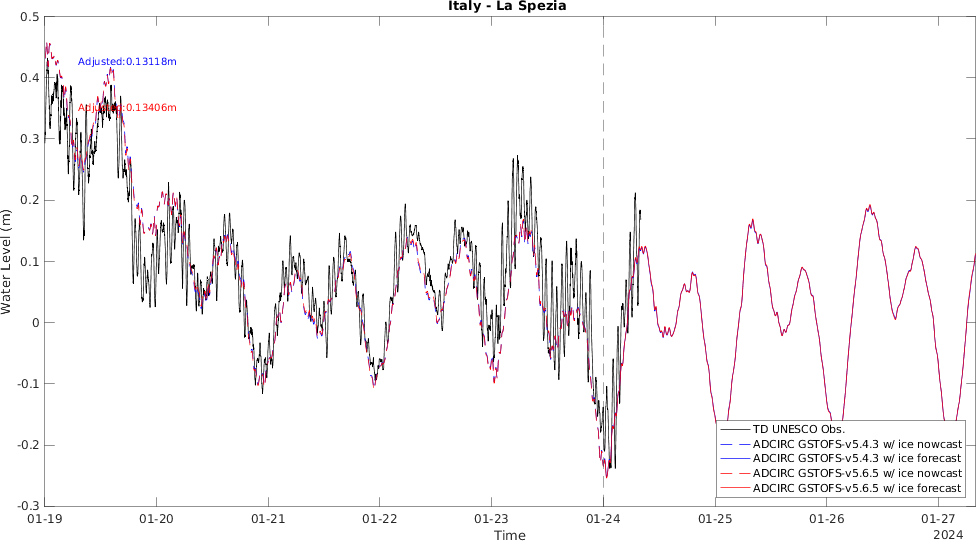 Italy - La Spezia
0.5
0.4
0.3
0.2
0.1
0
-0.1
-0.2
-0.3
Water Level (m)
Adjusted:0.13118m
Adjusted:0.13406m
TD UNESCO Obs.
ADCIRC GSTOFS-v5.4.3 w/ ice nowcast
ADCIRC GSTOFS-v5.4.3 w/ ice forecast
ADCIRC GSTOFS-v5.6.5 w/ ice nowcast
ADCIRC GSTOFS-v5.6.5 w/ ice forecast
01-19 01-20 01-21 01-22 01-23 01-24 01-25 01-26 01-27
Time
2024